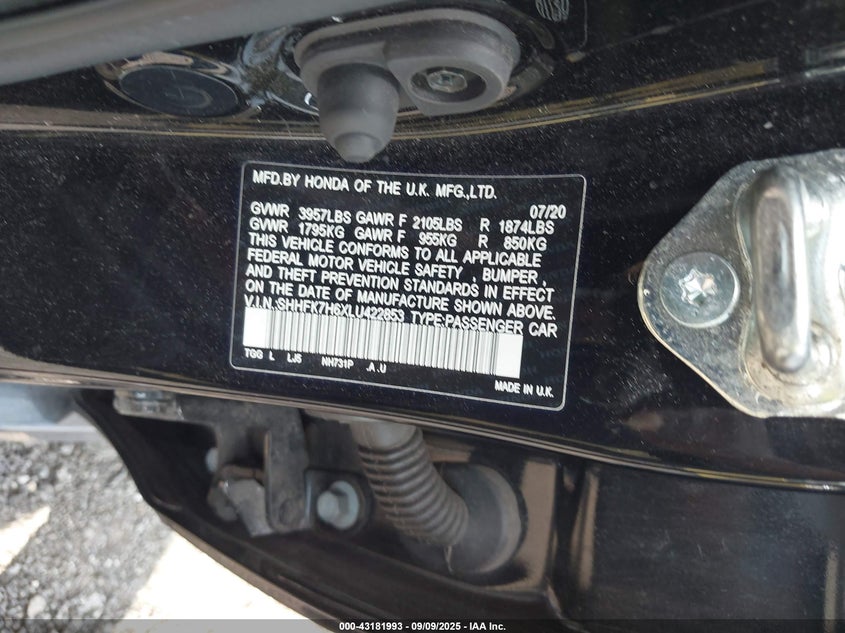 MFD.BY HONDA OF THE U.K. MFG.,LTD.
07/20
GVWR 3957LBS GAWR F 2105LBS R 1874LBS
GVWR 1795KG GAWR F 955KG R 850KG
THIS VEHICLE CONFORMS TO ALL APPLICABLE
FEDERAL MOTOR VEHICLE SAFETY , BUMPER ,
AND THEFT PREVENTION STANDARDS IN EFFECT
ON THE DATE OF MANUFACTURE SHOWN ABOVE.
V.I.N.:SHHFK7H6XLU422853 TYPE:PASSENGER CAR
TGG L LJ5 NH731P .A.U
MADE IN U.K.
000-43181993 - 09/09/2025 - IAA Inc.